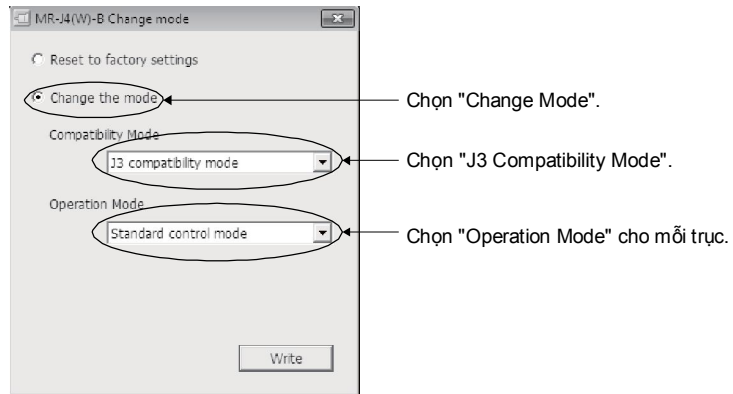 MR-J4(W)-B Change mode
Reset to factory settings
Change the mode
Chọn "Change Mode".
Compatibility Mode
J3 compatibility mode
Chọn "J3 Compatibility Mode".
Operation Mode
Standard control mode
Chọn "Operation Mode" cho mỗi trục.
Write